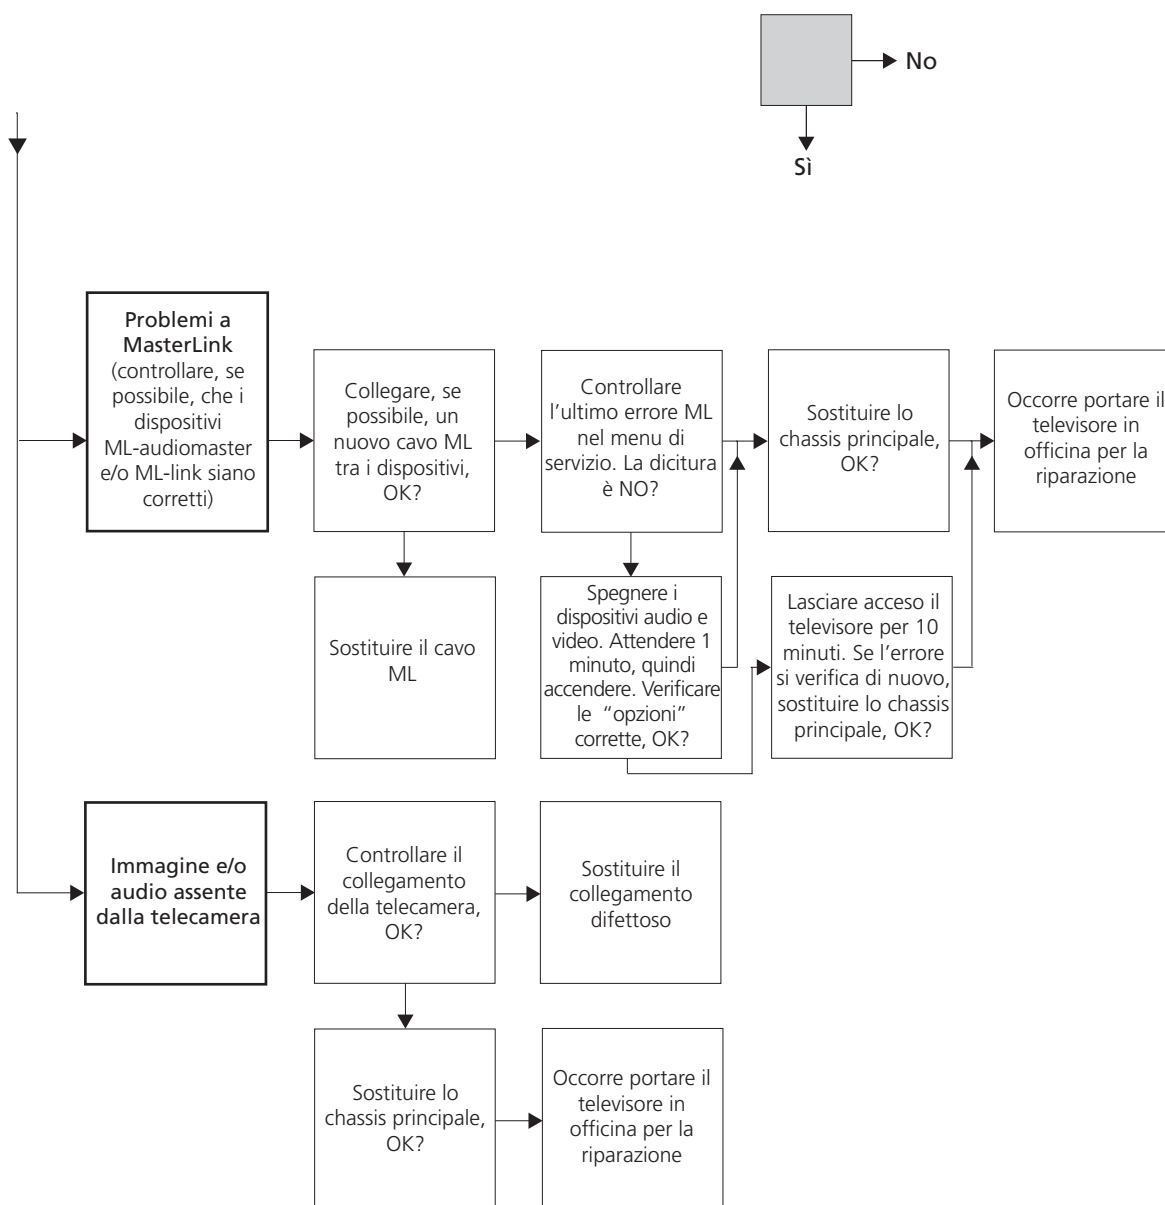 No
Sì
Problemi a
MasterLink
(controllare, se
possibile, che i
dispositivi
ML-audiomaster
e/o ML-link siano
corretti)
Collegare, se
possibile, un
nuovo cavo ML
tra i dispositivi,
OK?
Controllare
l’ultimo errore ML
nel menu di
servizio. La dicitura
è NO?
Sostituire lo
chassis principale,
OK?
Occorre portare il
televisore in
officina per la
riparazione
Sostituire il cavo
ML
Spegnere i
dispositivi audio e
video. Attendere 1
minuto, quindi
accendere. Verificare
le “opzioni”
corrette, OK?
Lasciare acceso il
televisore per 10
minuti. Se l’errore
si verifica di nuovo,
sostituire lo chassis
principale, OK?
Immagine e/o
audio assente
dalla telecamera
Controllare il
collegamento
della telecamera,
OK?
Sostituire il
collegamento
difettoso
Sostituire lo
chassis principale,
OK?
Occorre portare il
televisore in
officina per la
riparazione